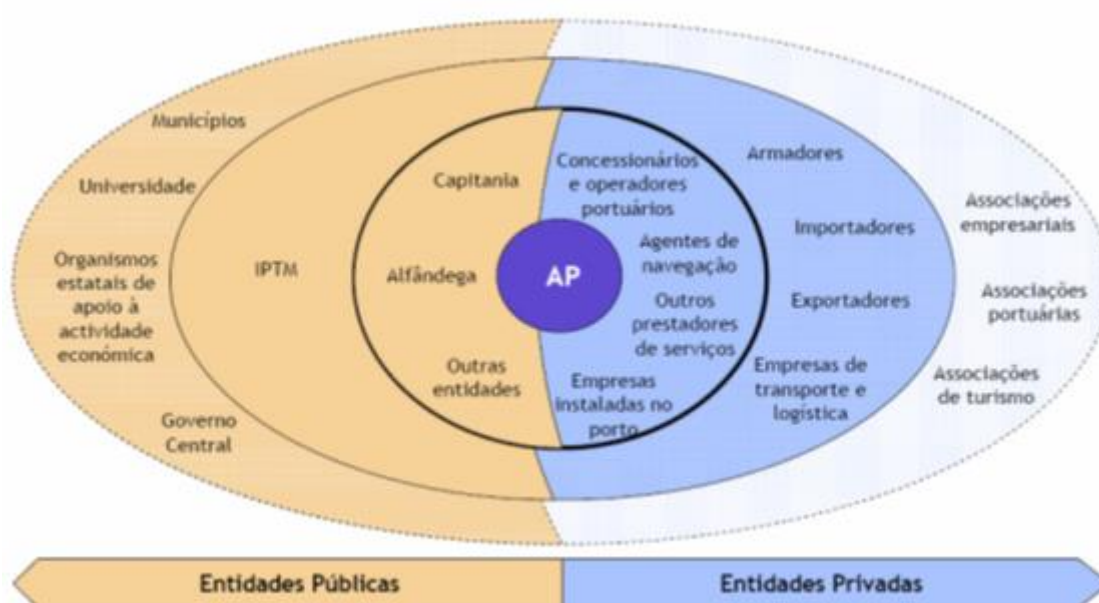 Municípios
Universidade
Organismos
estatais de
apoio à
actividade
económica
Governo
Central
IPTM
Capitania
Alfândega
Outras
entidades
AP
Concessionários
e operadores
portuários
Agentes de
navegação
Outros
prestadores
de serviços
Empresas
instaladas no
porto
Armadores
Importadores
Exportadores
Empresas de
transporte e
logística
Associações
empresariais
Associações
portuárias
Associações
de turismo
Entidades Públicas
Entidades Privadas